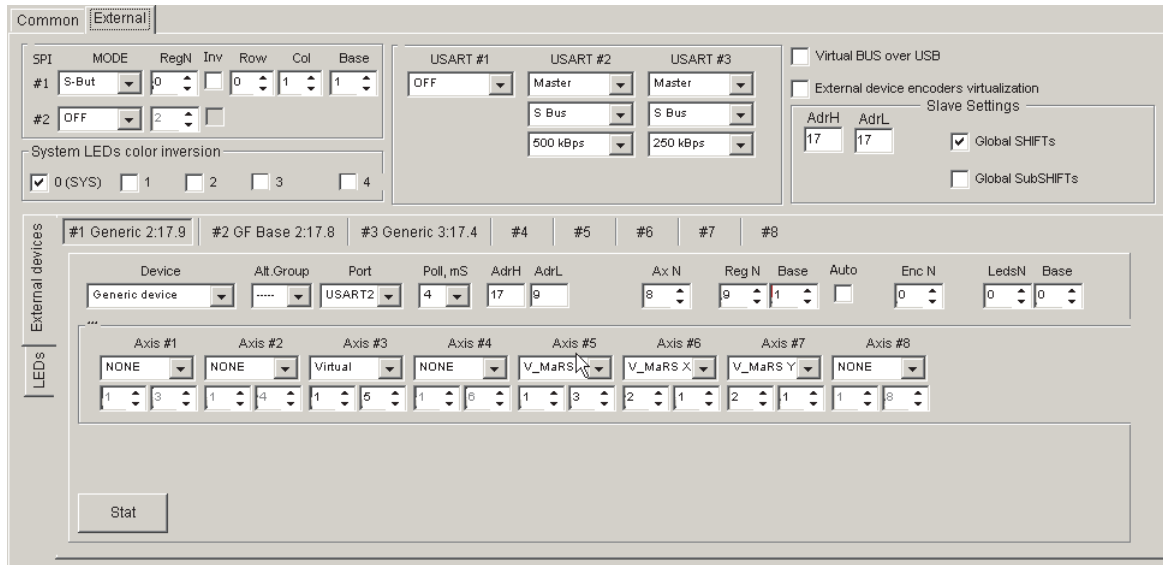 Common External
SPI MODE RegN Inv Row Col Base
#1 S-But 0 0 1 1
#2 OFF 2
System LEDs color inversion
0 (SYS) 1 2 3 4
USART #1 USART #2 USART #3
OFF Master Master
S Bus S Bus
500 kBps 250 kBps
Virtual BUS over USB
External device encoders virtualization
Slave Settings
AdrH AdrL
17 17 Global SHIFTs
Global SubSHIFTs
External devices
LEDs
#1 Generic 2:17.9 #2 GF Base 2:17.8 #3 Generic 3:17.4 #4 #5 #6 #7 #8
Device Alt.Group Port Poll, mS AdrH AdrL Ax N Reg N Base Auto Enc N LedsN Base
Generic device ----- USART2 4 17 9 8 9 1 0 0 0
...
Axis #1 Axis #2 Axis #3 Axis #4 Axis #5 Axis #6 Axis #7 Axis #8
NONE NONE Virtual NONE V_MaRS V_MaRS X V_MaRS Y NONE
1 3 1 4 1 5 1 6 1 3 2 1 2 1 1 8
Stat